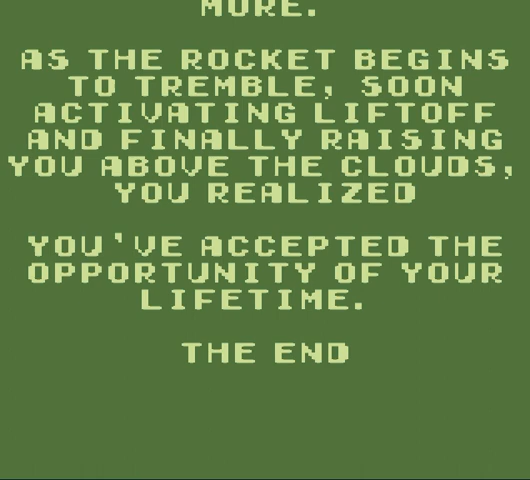 MORE.
AS THE ROCKET BEGINS
TO TREMBLE, SOON
ACTIVATING LIFTOFF
AND FINALLY RAISING
YOU ABOVE THE CLOUDS,
YOU REALIZED
YOU'VE ACCEPTED THE
OPPORTUNITY OF YOUR
LIFETIME.
THE END